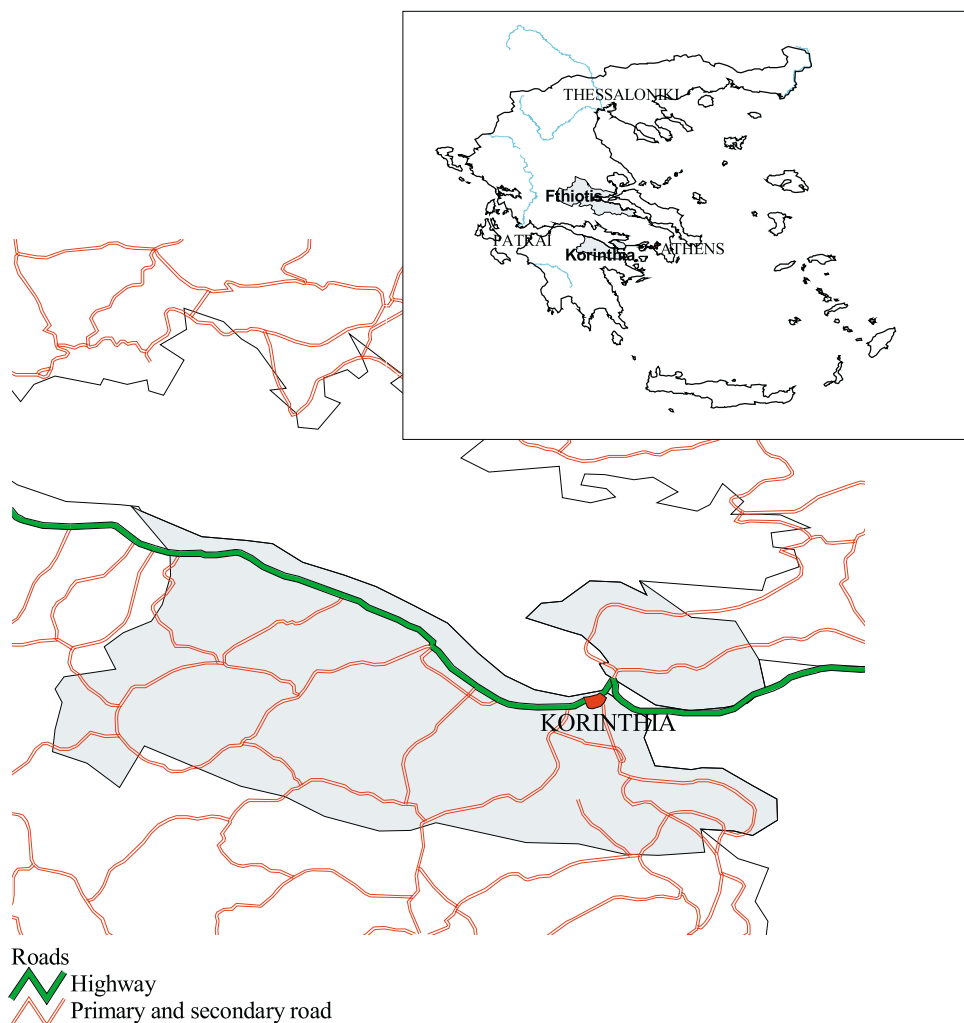 THESSALONIKI
Fthiotis
PATRAI
ATHENS
Korinthia
KORINTHIA
Roads
Highway
Primary and secondary road